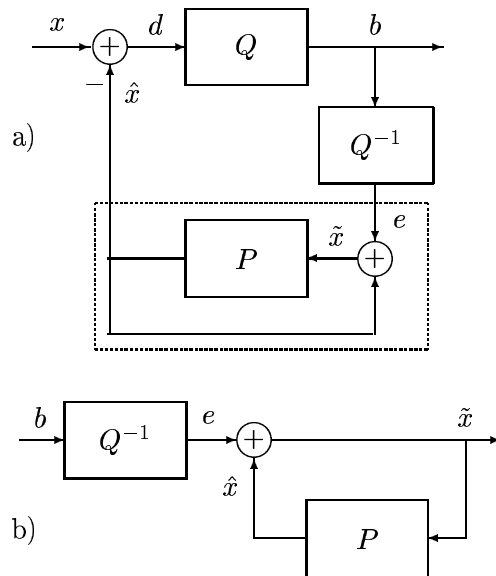 x d Q b
+
− x̂
a) Q⁻¹
e
x̃
P +
b Q⁻¹ e + x̃
x̂
b) P